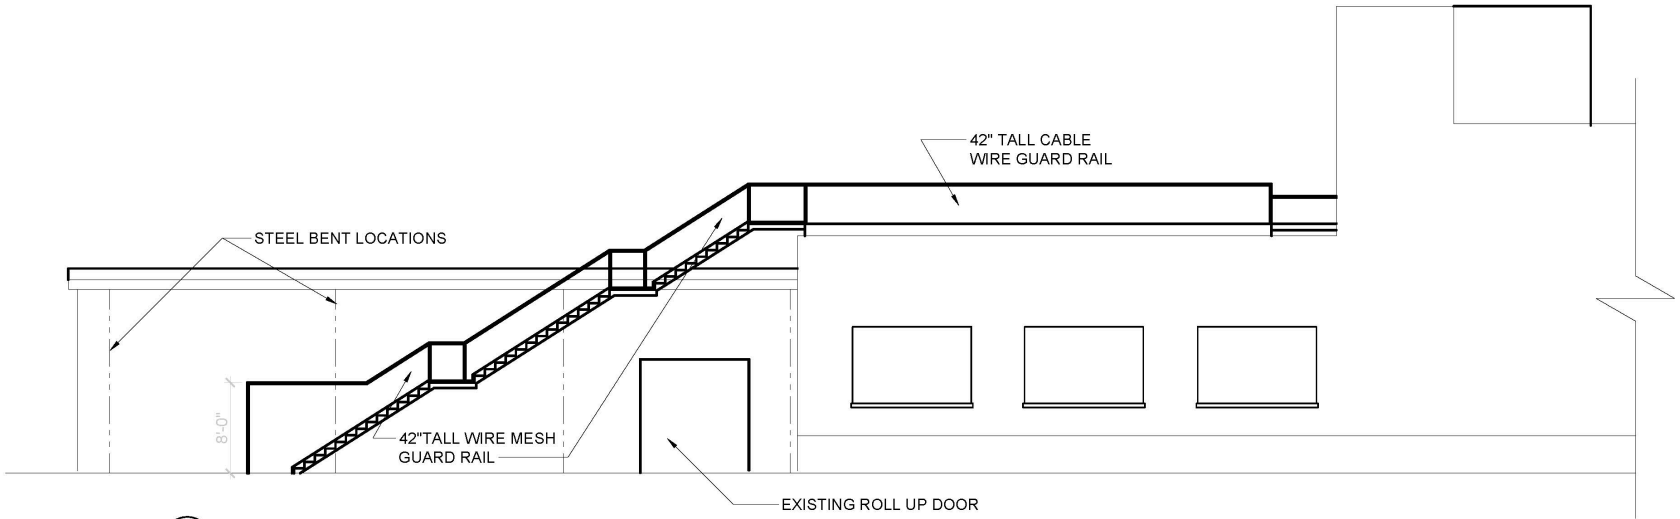 42" TALL CABLE
WIRE GUARD RAIL
STEEL BENT LOCATIONS
8'-0"
42"TALL WIRE MESH
GUARD RAIL
EXISTING ROLL UP DOOR